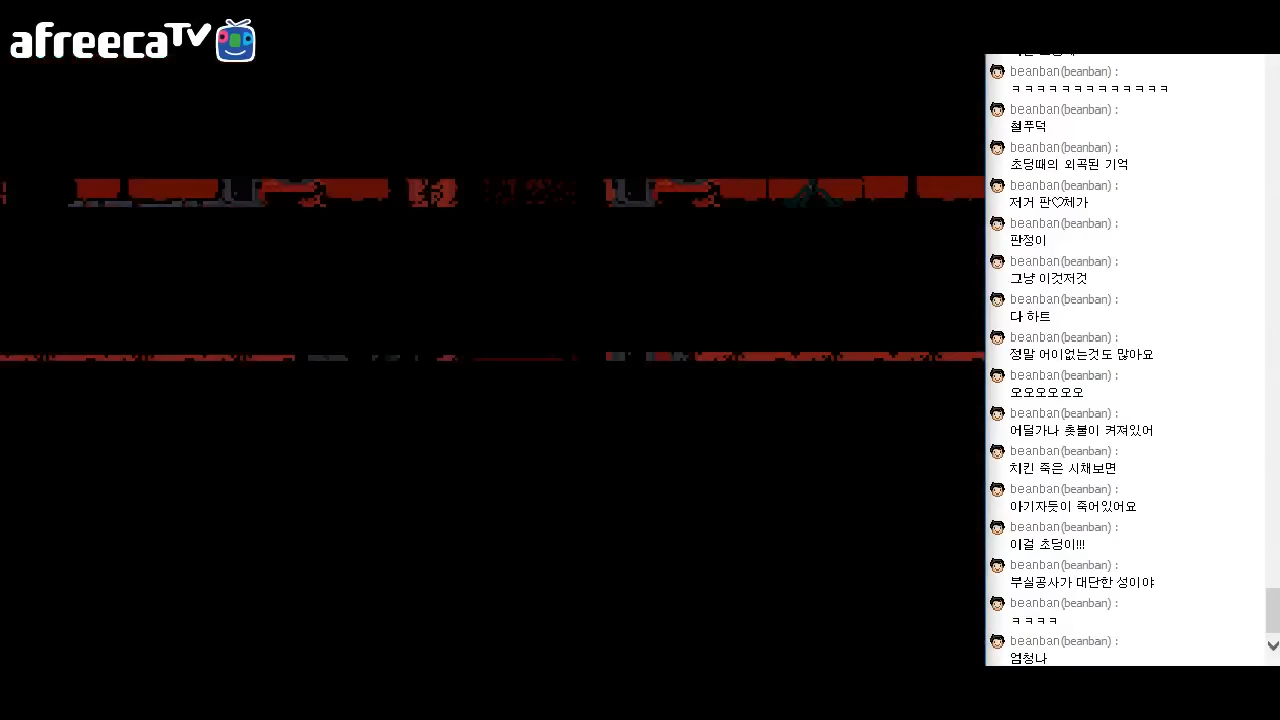 afreecaTV
beanban(beanban) :
ㅋㅋㅋㅋㅋㅋㅋㅋㅋㅋㅋㅋㅋ
beanban(beanban) :
철푸덕
beanban(beanban) :
초덩때의 외곡된 기억
beanban(beanban) :
저거 판♡체가
beanban(beanban) :
판정이
beanban(beanban) :
그냥 이것저것
beanban(beanban) :
다 하트
beanban(beanban) :
정말 어이없는것도 많아요
beanban(beanban) :
오오오오오오
beanban(beanban) :
어딜가나 촛불이 켜져있어
beanban(beanban) :
치킨 죽은 시채보면
beanban(beanban) :
아기자듯이 죽어있어요
beanban(beanban) :
이걸 초덩이!!!
beanban(beanban) :
부실공사가 대단한 성이야
beanban(beanban) :
ㅋㅋㅋㅋ
beanban(beanban) :
엄청나